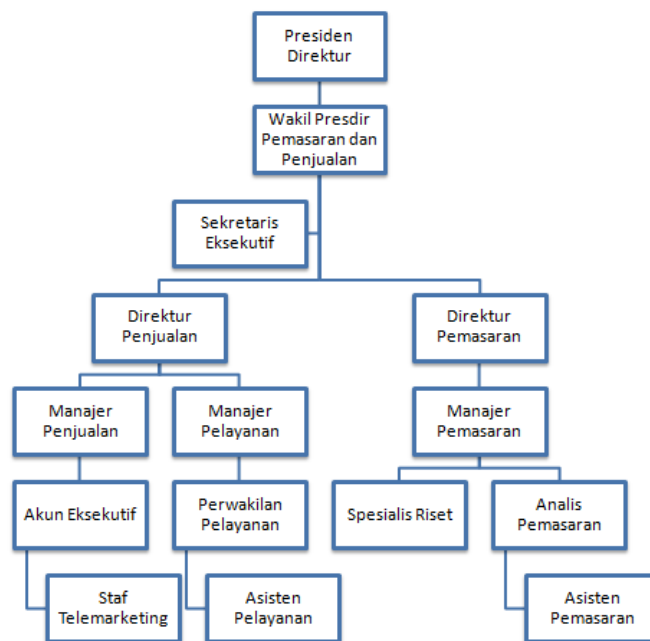 Presiden
Direktur
Wakil Presdir
Pemasaran dan
Penjualan
Sekretaris
Eksekutif
Direktur
Penjualan
Direktur
Pemasaran
Manajer
Penjualan
Manajer
Pelayanan
Manajer
Pemasaran
Akun Eksekutif
Perwakilan
Pelayanan
Spesialis Riset
Analis
Pemasaran
Staf
Telemarketing
Asisten
Pelayanan
Asisten
Pemasaran